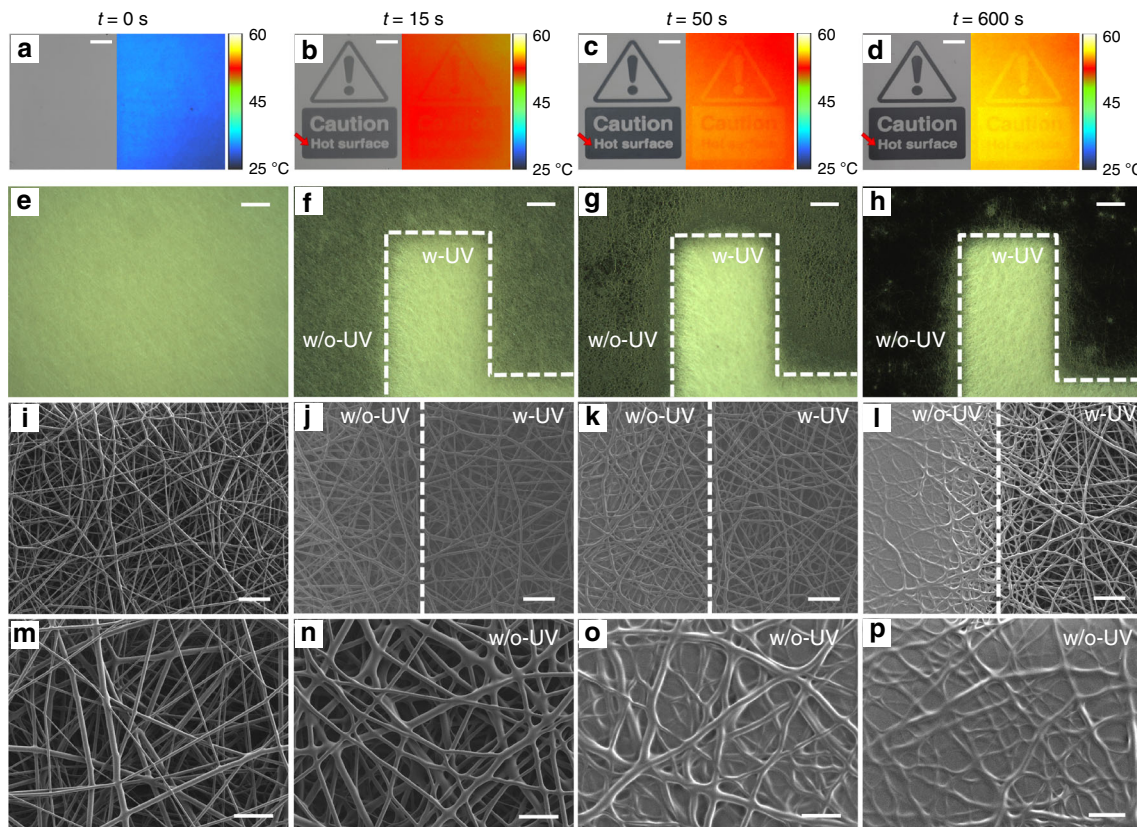 t = 0 s
t = 15 s
t = 50 s
t = 600 s
a
60
45
25 °C
b
Caution
Hot surface
60
45
25 °C
c
Caution
Hot surface
60
45
25 °C
d
Caution
Hot surface
60
45
25 °C
e
f
w-UV
w/o-UV
g
w-UV
w/o-UV
h
w-UV
w/o-UV
i
j
w/o-UV
w-UV
k
w/o-UV
w-UV
l
w/o-UV
w-UV
m
n
w/o-UV
o
w/o-UV
p
w/o-UV